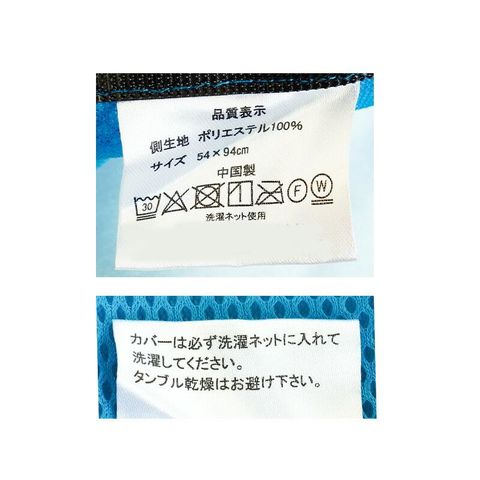 品質表示
側生地 ポリエステル100%
サイズ 54×94cm
中国製
30 F W
洗濯ネット使用
カバーは必ず洗濯ネットに入れて
洗濯してください。
タンブル乾燥はお避け下さい。